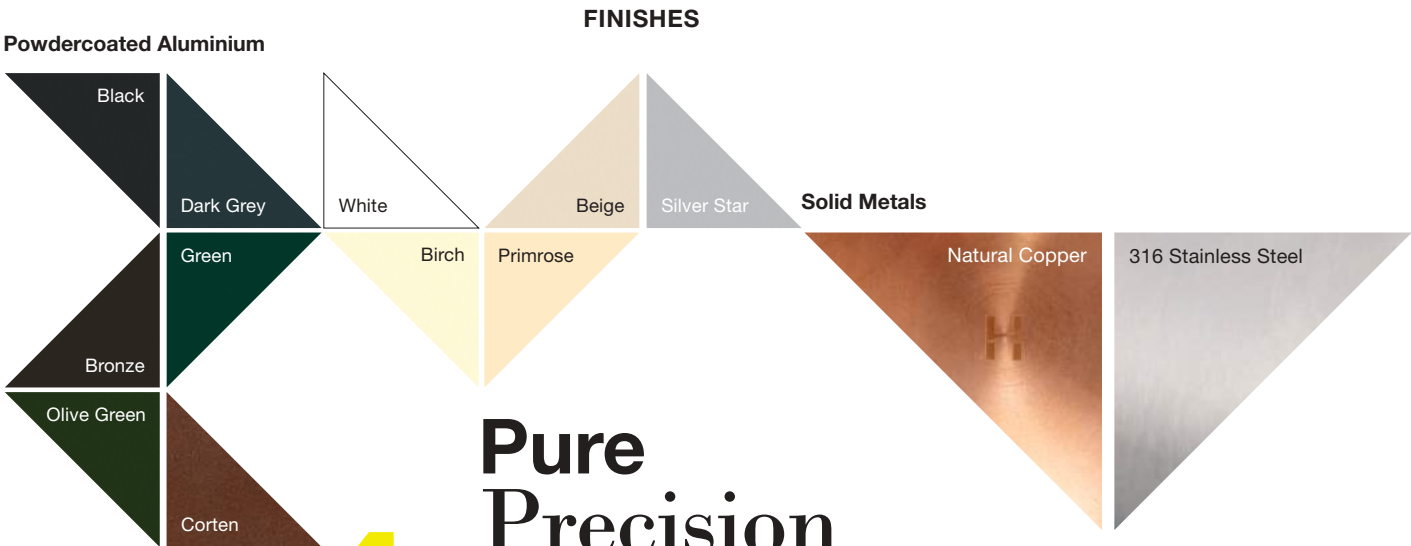 FINISHES
Powdercoated Aluminium
Black
Dark Grey
White
Beige
Silver Star
Solid Metals
Green
Birch
Primrose
Natural Copper
316 Stainless Steel
Bronze
Olive Green
Corten
Pure
Precision